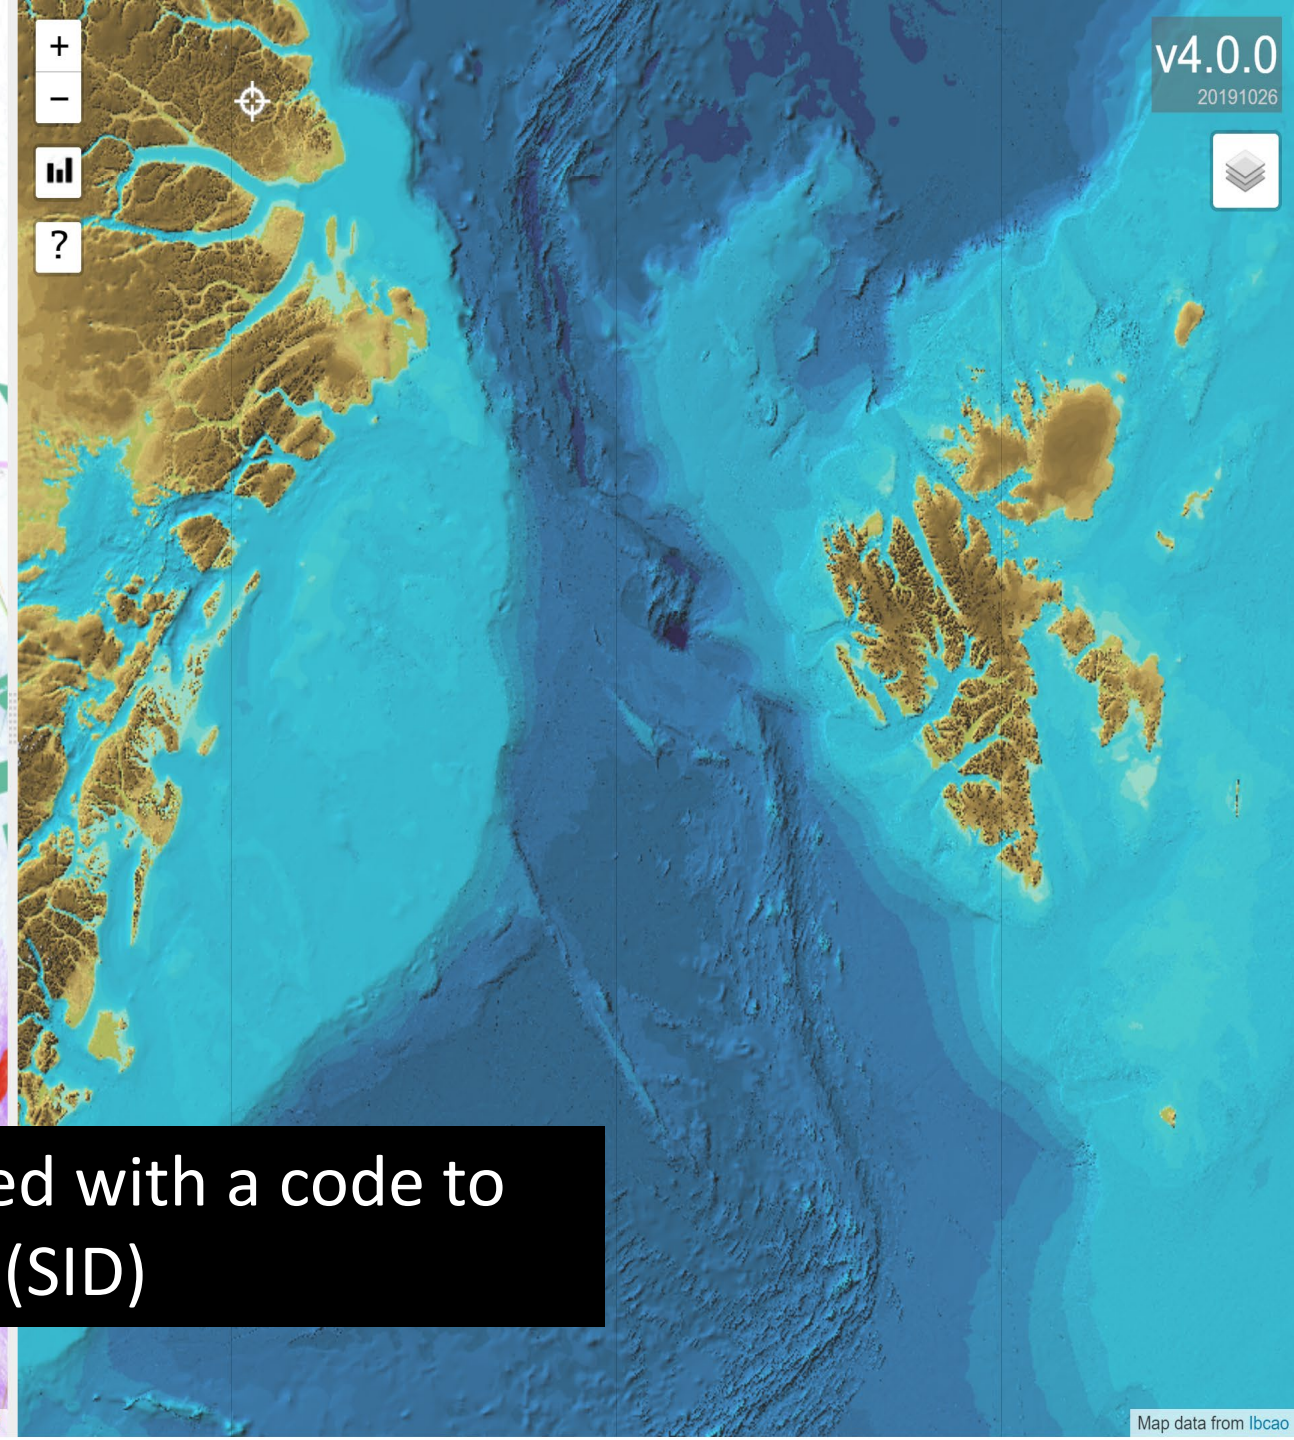 +
−
?
v4.0.0
20191026
ed with a code to
(SID)
Map data from Ibcao